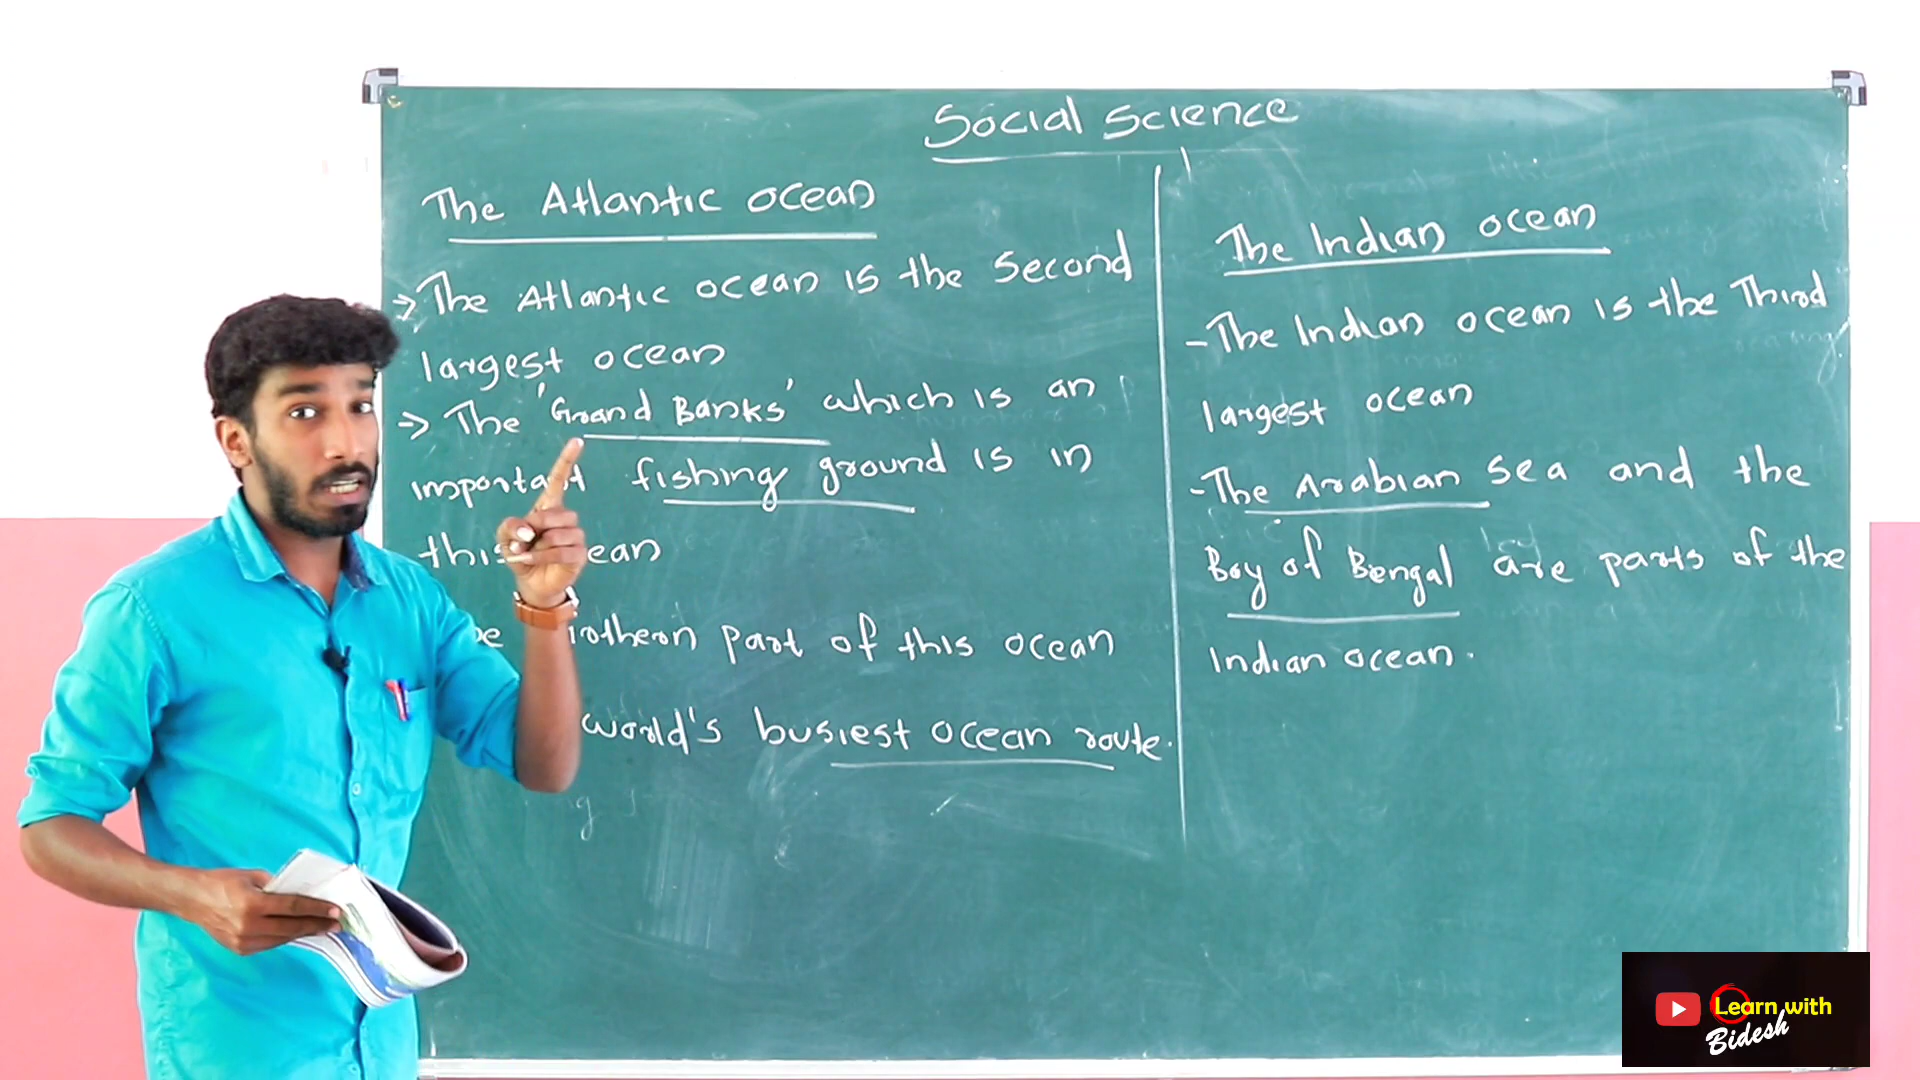 Social Science
The Atlantic ocean
→ The Atlantic ocean is the Second
largest ocean
→ The 'Grand Banks' which is an
important fishing ground is in
this ocean
part of this ocean
world's busiest ocean route.
The Indian ocean
- The Indian ocean is the Third
largest ocean
- The Arabian Sea and the
Bay of Bengal are parts of the
Indian ocean.
Learn with
Bidesh